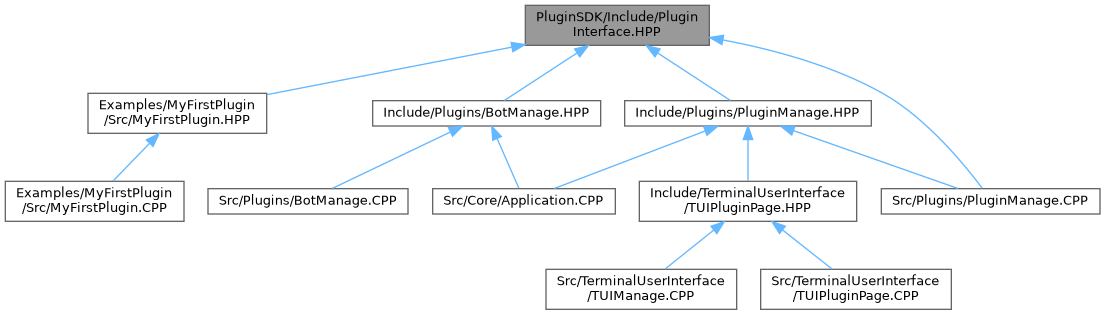 PluginSDK/Include/Plugin
Interface.HPP
Examples/MyFirstPlugin
/Src/MyFirstPlugin.HPP
Include/Plugins/BotManage.HPP
Include/Plugins/PluginManage.HPP
Examples/MyFirstPlugin
/Src/MyFirstPlugin.CPP
Src/Plugins/BotManage.CPP
Src/Core/Application.CPP
Include/TerminalUserInterface
/TUIPluginPage.HPP
Src/Plugins/PluginManage.CPP
Src/TerminalUserInterface
/TUIManage.CPP
Src/TerminalUserInterface
/TUIPluginPage.CPP